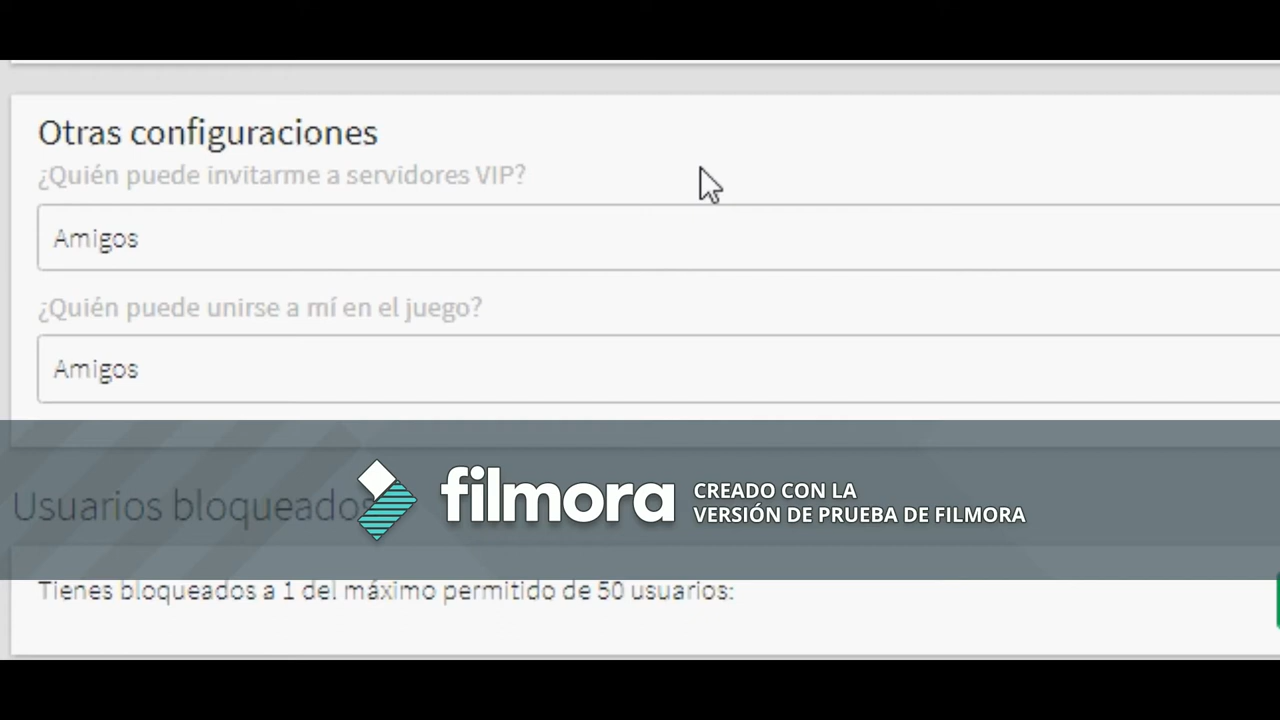 Otras configuraciones
¿Quién puede invitarme a servidores VIP?
Amigos
¿Quién puede unirse a mí en el juego?
Amigos
Usuarios bloqueados
filmora
CREADO CON LA
VERSIÓN DE PRUEBA DE FILMORA
Tienes bloqueados a 1 del máximo permitido de 50 usuarios: